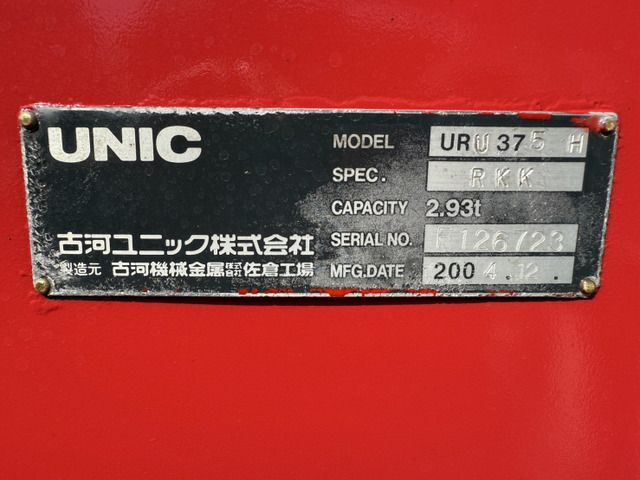 UNIC
MODEL URU375 H
SPEC. RKK
CAPACITY 2.93t
古河ユニック株式会社
SERIAL NO.
製造元 古河機械金属株式会社佐倉工場
MFG.DATE 2004.12.